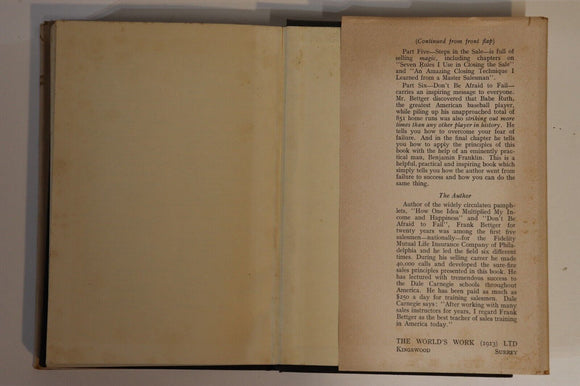 (Continued from front flap)
Part Five—Steps in the Sale—is full of
selling magic, including chapters on
"Seven Rules I Use in Closing the Sale"
and "An Amazing Closing Technique I
Learned from a Master Salesman".
Part Six—Don't Be Afraid to Fail—
carries an inspiring message to everyone.
Mr. Bettger discovered that Babe Ruth,
the greatest American baseball player,
while piling up his unapproached total of
851 home runs was also striking out more
times than any other player in history. He
tells you how to overcome your fear of
failure. And in the final chapter he tells
you how to apply the principles of this
book with the help of an eminently prac-
tical man, Benjamin Franklin. This is a
helpful, practical and inspiring book which
simply tells you how the author went from
failure to success and how you can do the
same thing.
The Author
Author of the widely circulates pamph-
lets, "How One Idea Multiplied My In-
come and Happiness" and "Don't Be
Afraid to Fail", Frank Bettger for
twenty years was among the first five
salesmen—nationally—for the Fidelity
Mutual Life Insurance Company of Phila-
delphia and he led the field six different
times. During his selling career he made
40,000 calls and developed the sure-fire
sales principles presented in this book. He
has lectured with tremendous success to
the Dale Carnegie schools throughout
America. He has been paid as much as
$250 a day for training salesmen. Dale
Carnegie says: "After working with many
sales instructors for years, I regard Frank
Bettger as the best teacher of sales training
in America today."
THE WORLD'S WORK (1913) LTD
KINGSWOOD SURREY